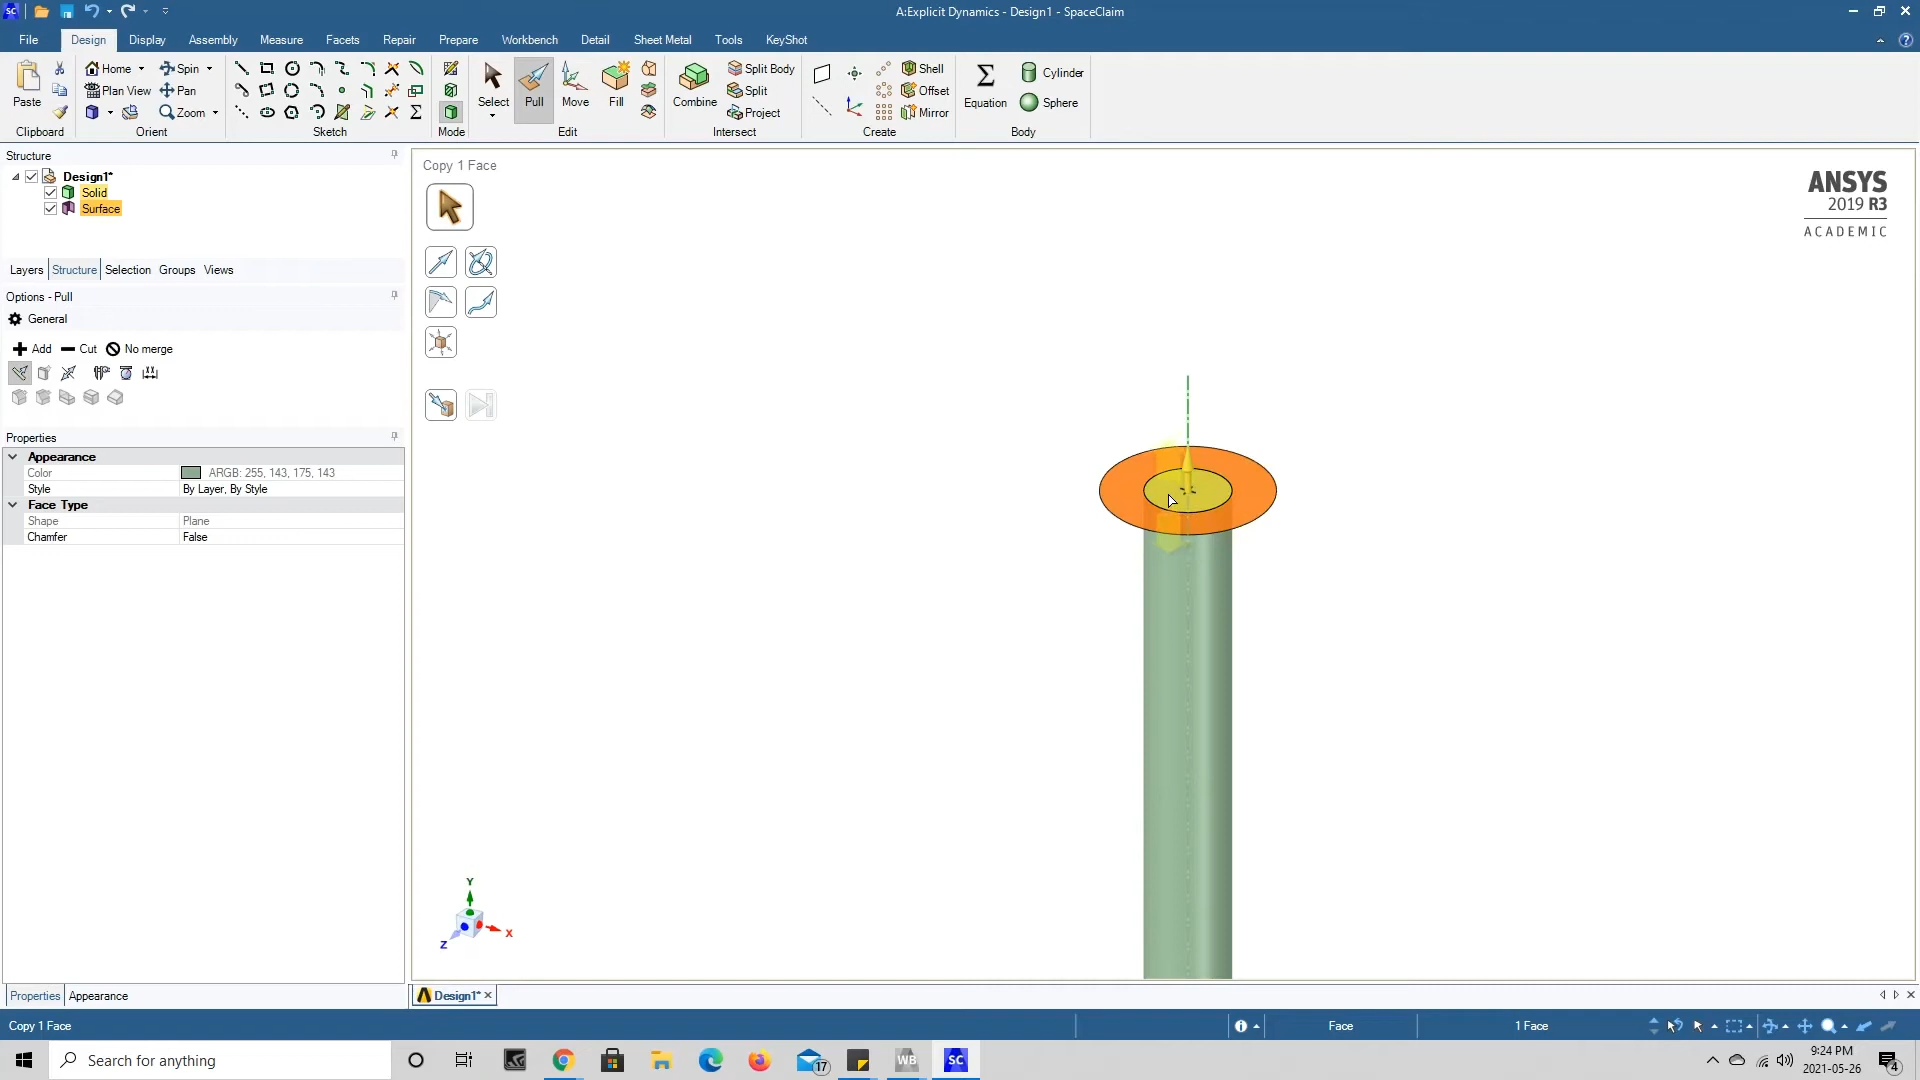 A:Explicit Dynamics - Design1 - SpaceClaim
File Design Display Assembly Measure Facets Repair Prepare Workbench Detail Sheet Metal Tools KeyShot
Paste
Clipboard
Home Spin
Plan View Pan
Zoom
Orient
Sketch
Mode
Select Pull Move Fill
Edit
Combine
Split Body
Split
Project
Intersect
Shell
Offset
Mirror
Create
Equation
Cylinder
Sphere
Body
Structure
Design1*
Solid
Surface
Layers Structure Selection Groups Views
Options - Pull
General
Add Cut No merge
Properties
Appearance
Color ARGB: 255, 143, 175, 143
Style By Layer, By Style
Face Type
Shape Plane
Chamfer False
Properties Appearance
Copy 1 Face
ANSYS
2019 R3
ACADEMIC
Y
Z
X
Design1*
Copy 1 Face Face 1 Face
Search for anything
17
WB
SC
9:24 PM
2021-05-26
4